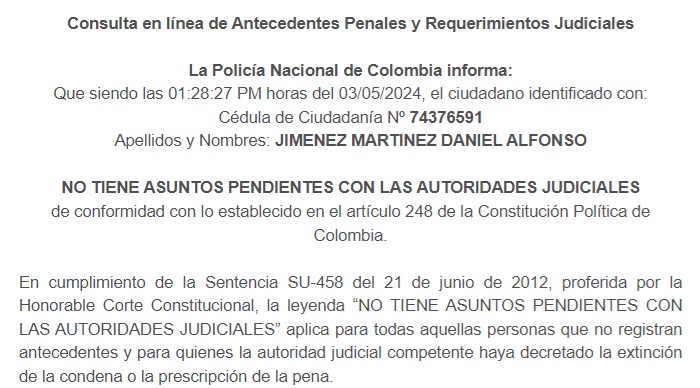 Consulta en línea de Antecedentes Penales y Requerimientos Judiciales
La Policía Nacional de Colombia informa:
Que siendo las 01:28:27 PM horas del 03/05/2024, el ciudadano identificado con:
Cédula de Ciudadanía Nº 74376591
Apellidos y Nombres: JIMENEZ MARTINEZ DANIEL ALFONSO
NO TIENE ASUNTOS PENDIENTES CON LAS AUTORIDADES JUDICIALES
de conformidad con lo establecido en el artículo 248 de la Constitución Política de
Colombia.
En cumplimiento de la Sentencia SU-458 del 21 de junio de 2012, proferida por la
Honorable Corte Constitucional, la leyenda “NO TIENE ASUNTOS PENDIENTES CON
LAS AUTORIDADES JUDICIALES” aplica para todas aquellas personas que no registran
antecedentes y para quienes la autoridad judicial competente haya decretado la extinción
de la condena o la prescripción de la pena.